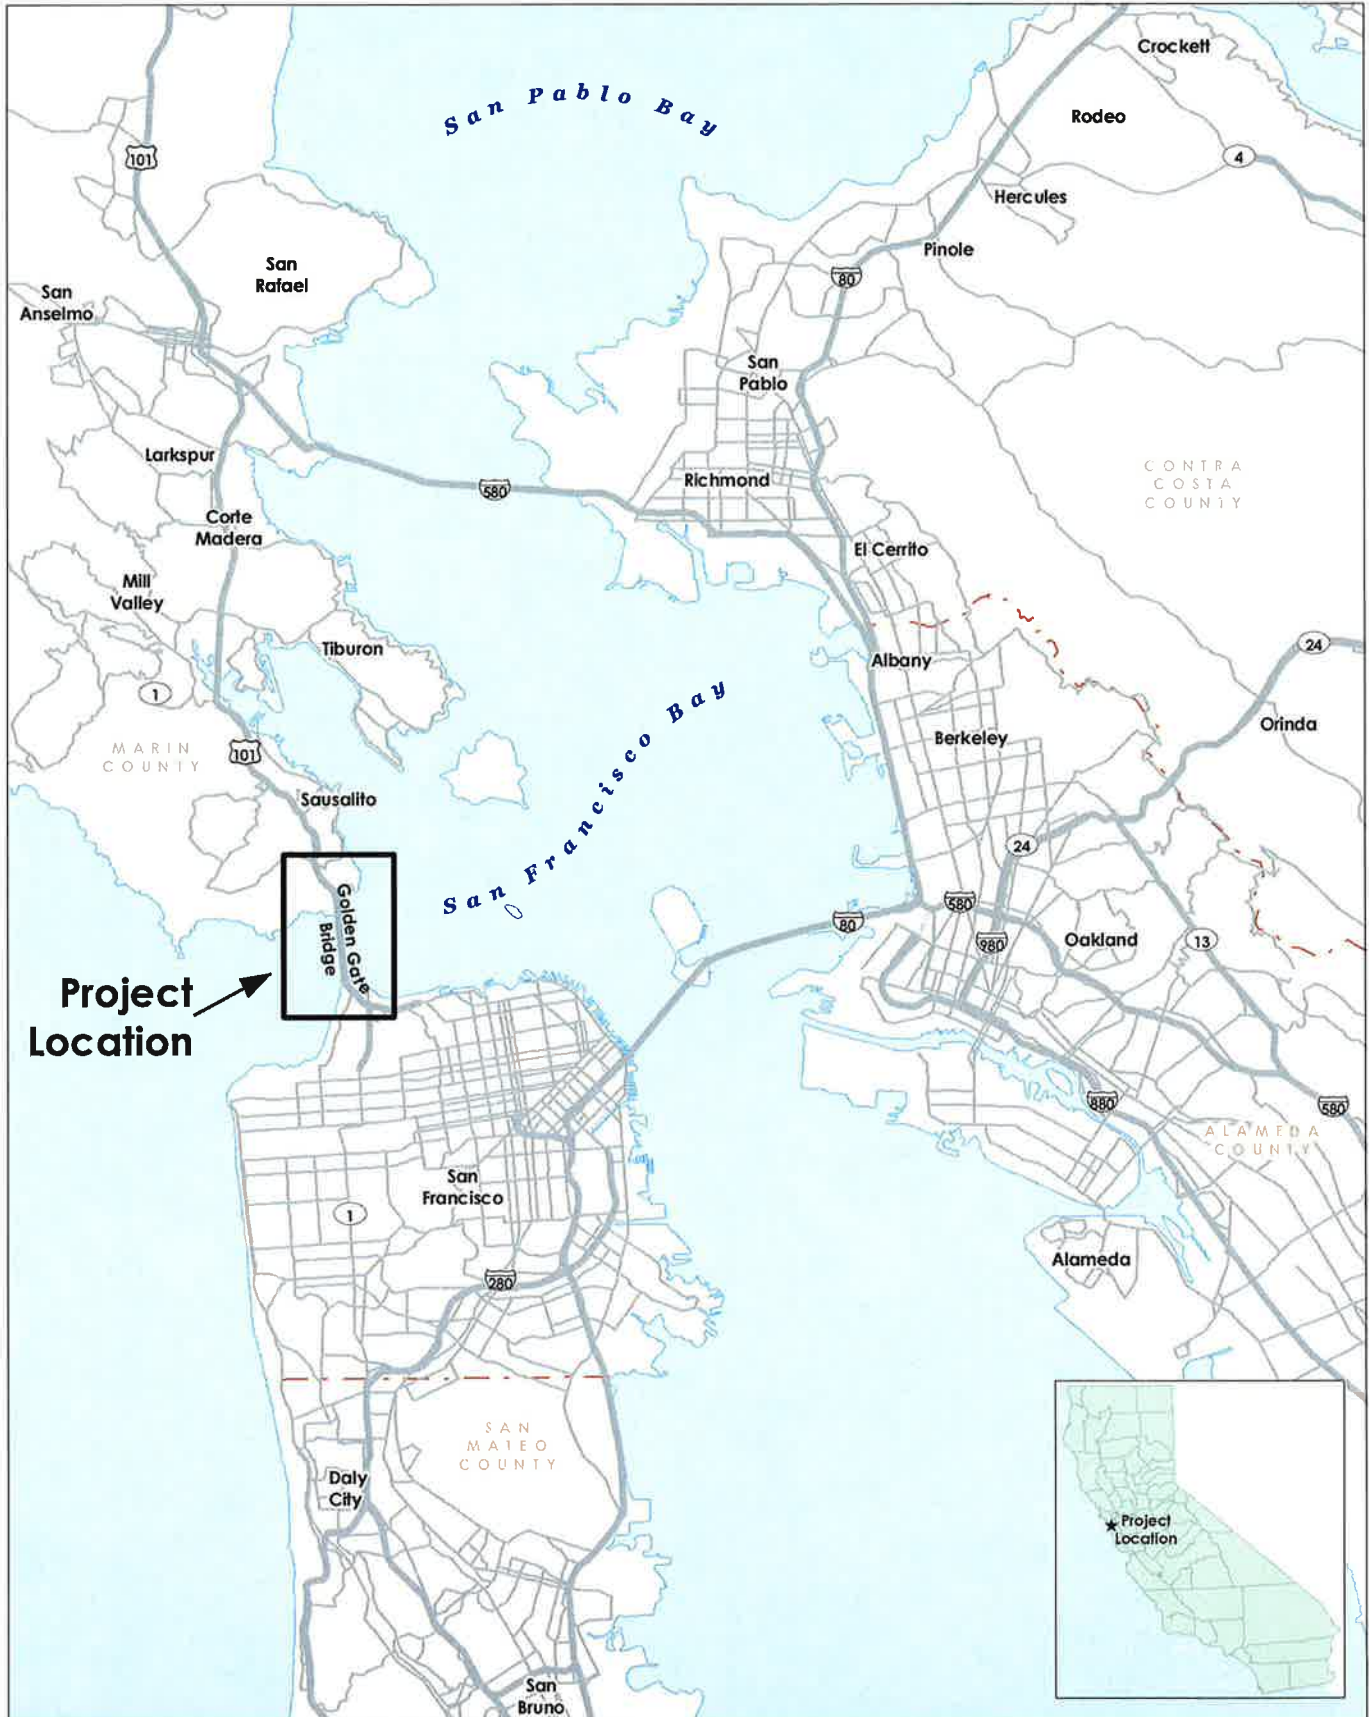 Crockett
San Pablo Bay
Rodeo
101
4
Hercules
Pinole
San
Rafael
80
San
Anselmo
San
Pablo
Larkspur
CONTRA
COSTA
COUNTY
Richmond
580
Corte
Madera
El Cerrito
Mill
Valley
Tiburon
24
Albany
1
San Francisco Bay
Orinda
Berkeley
MARIN
COUNTY
101
Sausalito
24
Golden Gate
Bridge
580
80
980
Oakland
13
Project
Location
880
580
ALAMEDA
COUNTY
San
Francisco
1
Alameda
280
SAN
MATEO
COUNTY
Daly
City
Project
Location
San
Bruno